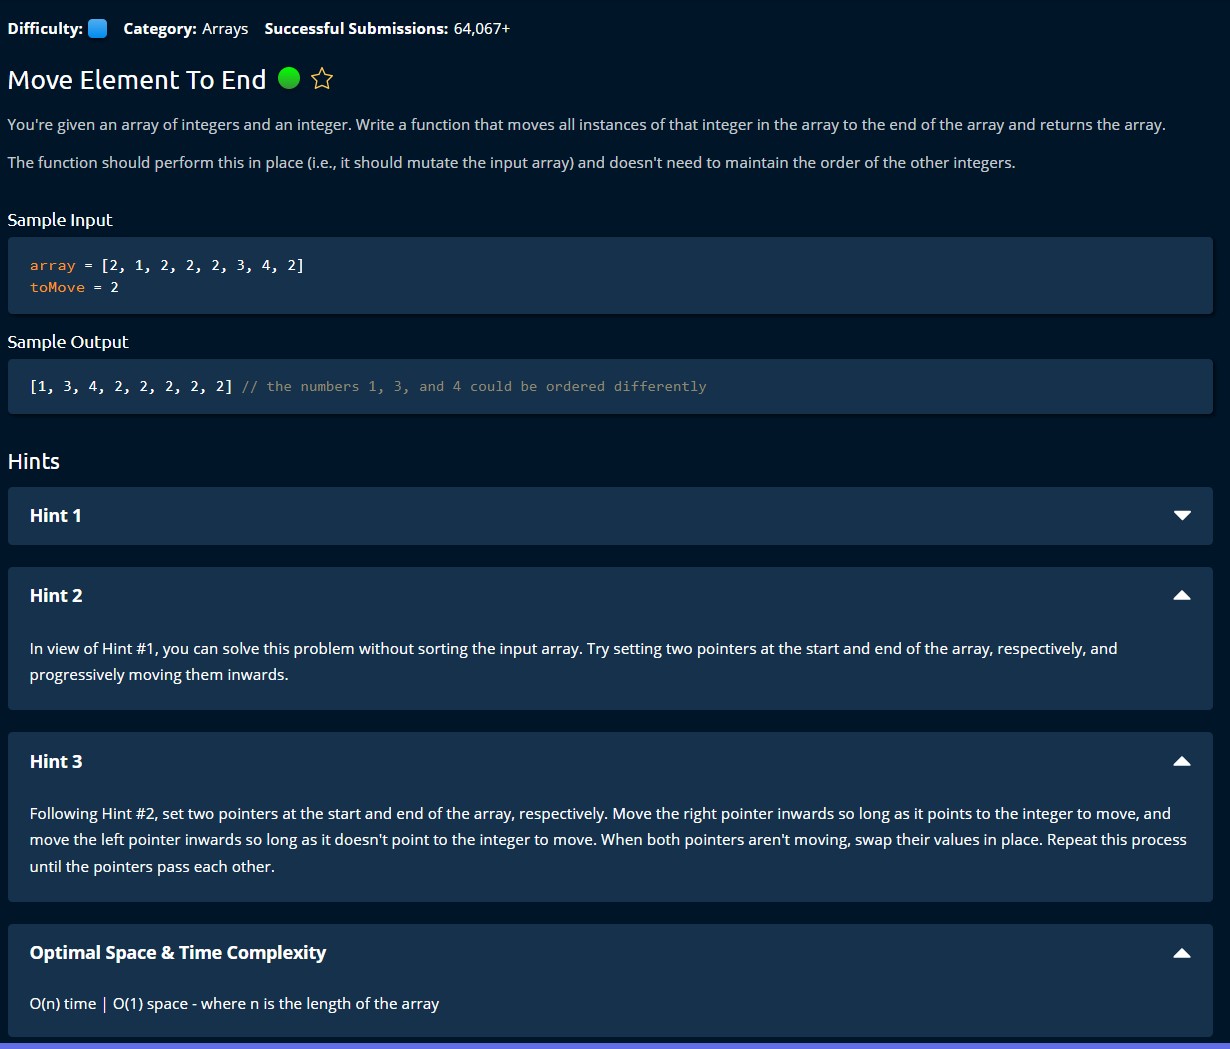 Difficulty: Category: Arrays Successful Submissions: 64,067+
Move Element To End
You're given an array of integers and an integer. Write a function that moves all instances of that integer in the array to the end of the array and returns the array.
The function should perform this in place (i.e., it should mutate the input array) and doesn't need to maintain the order of the other integers.
Sample Input
array = [2, 1, 2, 2, 2, 3, 4, 2]
toMove = 2
Sample Output
[1, 3, 4, 2, 2, 2, 2, 2] // the numbers 1, 3, and 4 could be ordered differently
Hints
Hint 1
Hint 2
In view of Hint #1, you can solve this problem without sorting the input array. Try setting two pointers at the start and end of the array, respectively, and
progressively moving them inwards.
Hint 3
Following Hint #2, set two pointers at the start and end of the array, respectively. Move the right pointer inwards so long as it points to the integer to move, and
move the left pointer inwards so long as it doesn't point to the integer to move. When both pointers aren't moving, swap their values in place. Repeat this process
until the pointers pass each other.
Optimal Space & Time Complexity
O(n) time | O(1) space - where n is the length of the array